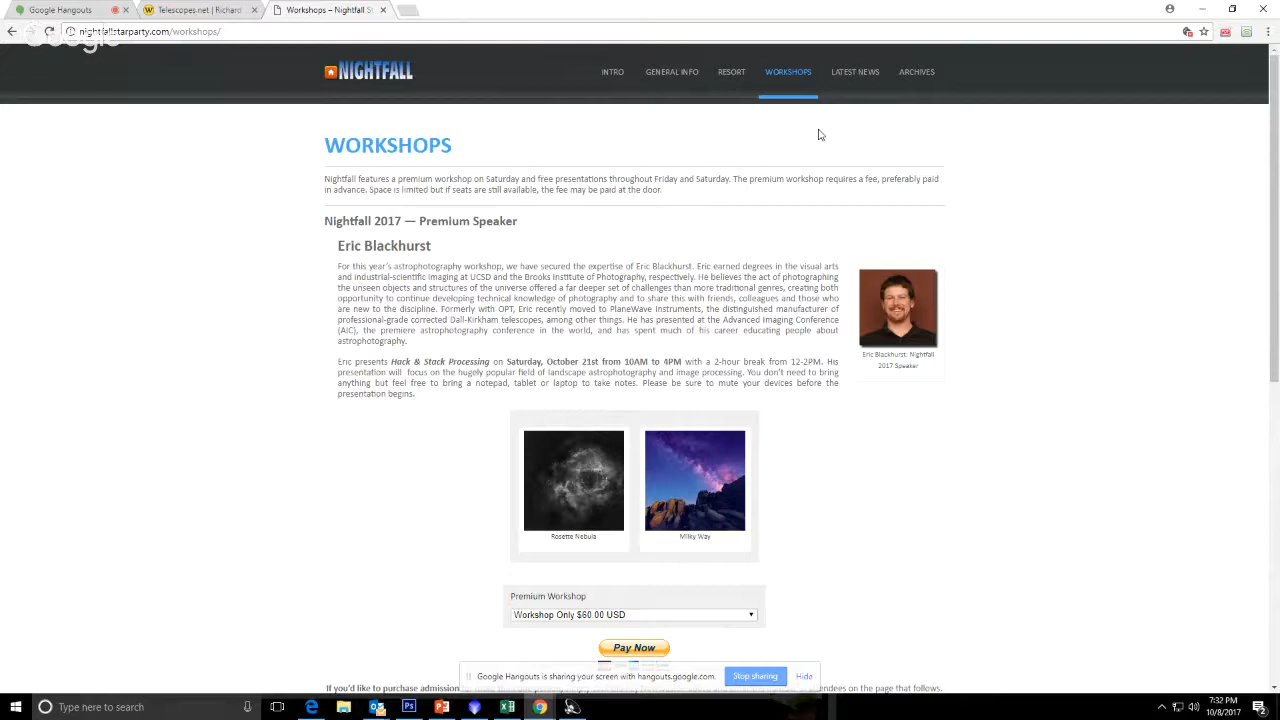 Google Hangouts
Telescopes.net | Richard
Workshops – Nightfall St
nightfallstarparty.com/workshops/
Google
NIGHTFALL
INTRO
GENERAL INFO
RESORT
WORKSHOPS
LATEST NEWS
ARCHIVES
WORKSHOPS
Nightfall features a premium workshop on Saturday and free presentations throughout Friday and Saturday. The premium workshop requires a fee, preferably paid
in advance. Space is limited but if seats are still available, the fee may be paid at the door.
Nightfall 2017 — Premium Speaker
Eric Blackhurst
For this year's astrophotography workshop, we have secured the expertise of Eric Blackhurst. Eric earned degrees in the visual arts
and industrial-scientific imaging at UCSD and the Brooks Institute of Photography, respectively. He believes the act of photographing
the unseen objects and structures of the universe offered a far deeper set of challenges than more traditional genres, creating both
opportunity to continue developing technical knowledge of photography and to share this with friends, colleagues and those who
are new to the discipline. Formerly with OPT, Eric recently moved to PlaneWave Instruments, the distinguished manufacturer of
professional-grade corrected Dall-Kirkham telescopes, among other things. He has presented at the Advanced Imaging Conference
(AIC), the premiere astrophotography conference in the world, and has spent much of his career educating people about
astrophotography.
Eric Blackhurst: Nightfall
2017 Speaker
Eric presents Hack & Stack Processing on Saturday, October 21st from 10AM to 4PM with a 2-hour break from 12-2PM. His
presentation will focus on the hugely popular field of landscape astrophotography and image processing. You don't need to bring
anything but feel free to bring a notepad, tablet or laptop to take notes. Please be sure to mute your devices before the
presentation begins.
Rosette Nebula
Milky Way
Premium Workshop
Workshop Only $60.00 USD
Pay Now
Google Hangouts is sharing your screen with hangouts.google.com.
Stop sharing
Hide
If you'd like to purchase admission
endees on the page that follows.
Type here to search
7:32 PM
10/8/2017